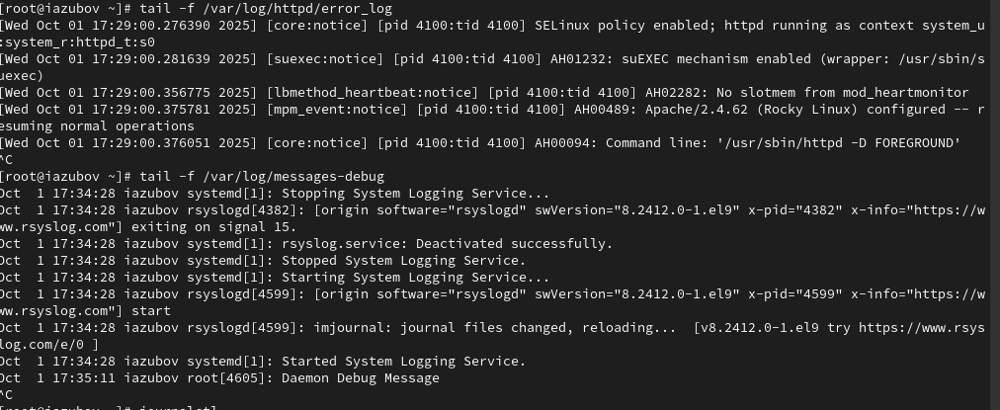 [root@iazubov ~]# tail -f /var/log/httpd/error_log
[Wed Oct 01 17:29:00.276390 2025] [core:notice] [pid 4100:tid 4100] SELinux policy enabled; httpd running as context system_u
:system_r:httpd_t:s0
[Wed Oct 01 17:29:00.281639 2025] [suexec:notice] [pid 4100:tid 4100] AH01232: suEXEC mechanism enabled (wrapper: /usr/sbin/s
uexec)
[Wed Oct 01 17:29:00.356775 2025] [lbmethod_heartbeat:notice] [pid 4100:tid 4100] AH02282: No slotmem from mod_heartmonitor
[Wed Oct 01 17:29:00.375781 2025] [mpm_event:notice] [pid 4100:tid 4100] AH00489: Apache/2.4.62 (Rocky Linux) configured -- r
esuming normal operations
[Wed Oct 01 17:29:00.376051 2025] [core:notice] [pid 4100:tid 4100] AH00094: Command line: '/usr/sbin/httpd -D FOREGROUND'
^C
[root@iazubov ~]# tail -f /var/log/messages-debug
Oct  1 17:34:28 iazubov systemd[1]: Stopping System Logging Service...
Oct  1 17:34:28 iazubov rsyslogd[4382]: [origin software="rsyslogd" swVersion="8.2412.0-1.el9" x-pid="4382" x-info="https://w
ww.rsyslog.com"] exiting on signal 15.
Oct  1 17:34:28 iazubov systemd[1]: rsyslog.service: Deactivated successfully.
Oct  1 17:34:28 iazubov systemd[1]: Stopped System Logging Service.
Oct  1 17:34:28 iazubov systemd[1]: Starting System Logging Service...
Oct  1 17:34:28 iazubov rsyslogd[4599]: [origin software="rsyslogd" swVersion="8.2412.0-1.el9" x-pid="4599" x-info="https://w
ww.rsyslog.com"] start
Oct  1 17:34:28 iazubov rsyslogd[4599]: imjournal: journal files changed, reloading...  [v8.2412.0-1.el9 try https://www.rsys
log.com/e/0 ]
Oct  1 17:34:28 iazubov systemd[1]: Started System Logging Service.
Oct  1 17:35:11 iazubov root[4605]: Daemon Debug Message
^C
[root@iazubov ~]# journalctl